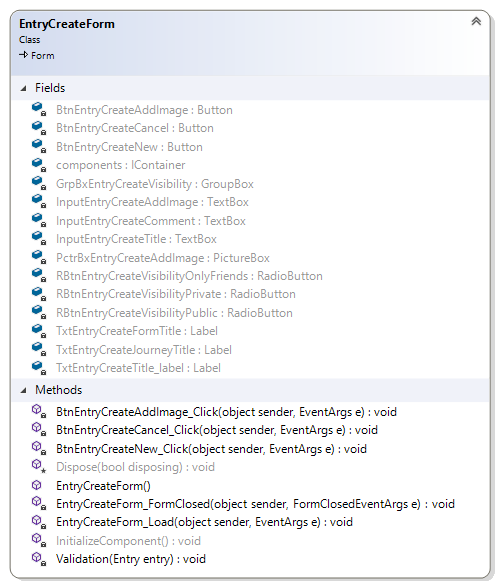 EntryCreateForm
Class
Form
Fields
BtnEntryCreateAddImage : Button
BtnEntryCreateCancel : Button
BtnEntryCreateNew : Button
components : IContainer
GrpBxEntryCreateVisibility : GroupBox
InputEntryCreateAddImage : TextBox
InputEntryCreateComment : TextBox
InputEntryCreateTitle : TextBox
PctrBxEntryCreateAddImage : PictureBox
RBtnEntryCreateVisibilityOnlyFriends : RadioButton
RBtnEntryCreateVisibilityPrivate : RadioButton
RBtnEntryCreateVisibilityPublic : RadioButton
TxtEntryCreateFormTitle : Label
TxtEntryCreateJourneyTitle : Label
TxtEntryCreateTitle_label : Label
Methods
BtnEntryCreateAddImage_Click(object sender, EventArgs e) : void
BtnEntryCreateCancel_Click(object sender, EventArgs e) : void
BtnEntryCreateNew_Click(object sender, EventArgs e) : void
Dispose(bool disposing) : void
EntryCreateForm()
EntryCreateForm_FormClosed(object sender, FormClosedEventArgs e) : void
EntryCreateForm_Load(object sender, EventArgs e) : void
InitializeComponent() : void
Validation(Entry entry) : void